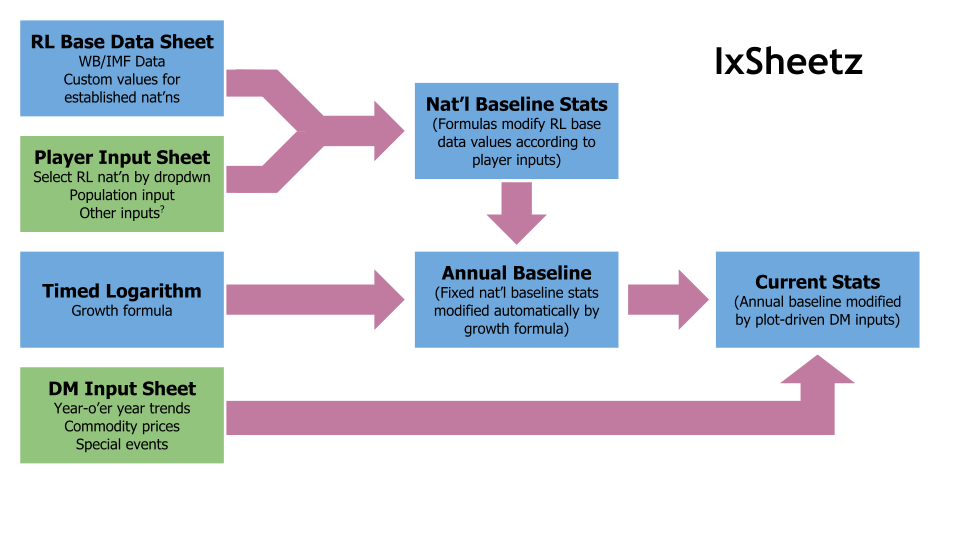 IxSheetz
RL Base Data Sheet
WB/IMF Data
Custom values for
established nat'ns
Player Input Sheet
Select RL nat'n by dropdwn
Population input
Other inputs?
Nat'l Baseline Stats
(Formulas modify RL base
data values according to
player inputs)
Timed Logarithm
Growth formula
Annual Baseline
(Fixed nat'l baseline stats
modified automatically by
growth formula)
Current Stats
(Annual baseline modified
by plot-driven DM inputs)
DM Input Sheet
Year-o'er year trends
Commodity prices
Special events